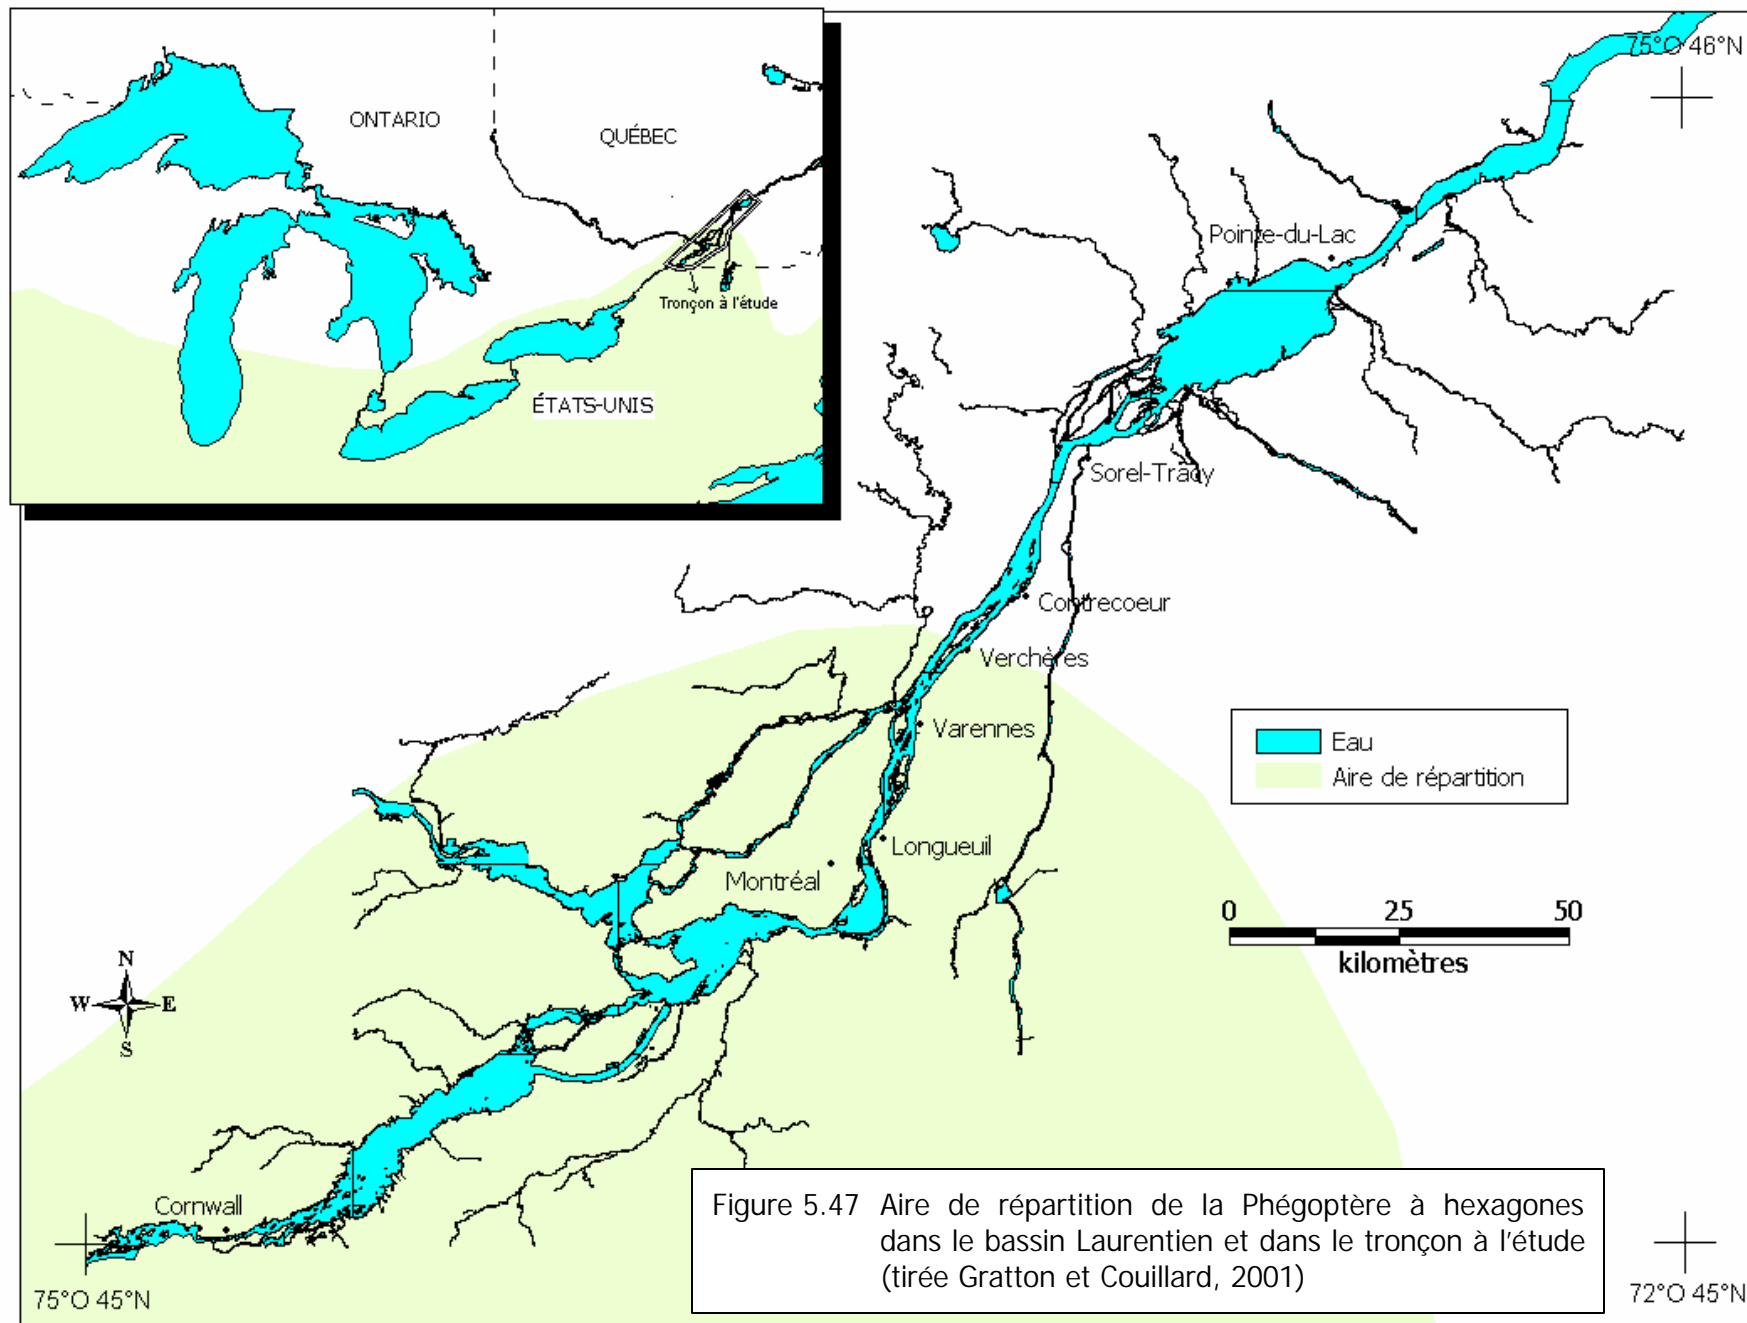 ONTARIO
QUÉBEC
Tronçon à l'étude
ÉTATS-UNIS
75°O 46°N
Pointe-du-Lac
Sorel-Tracy
Contrecoeur
Verchères
Varennes
Eau
Aire de répartition
Longueuil
Montréal
0 25 50
kilomètres
N
W E
S
Cornwall
Figure 5.47 Aire de répartition de la Phégoptère à hexagones
dans le bassin Laurentien et dans le tronçon à l'étude
(tirée Gratton et Couillard, 2001)
75°O 45°N
72°O 45°N